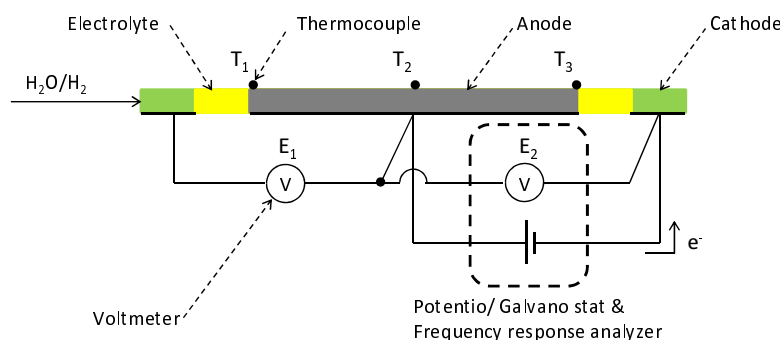 Electrolyte
Thermocouple
Anode
Cathode
T1
T2
T3
H2O/H2
E1
E2
V
V
e-
Voltmeter
Potentio/ Galvano stat &
Frequency response analyzer